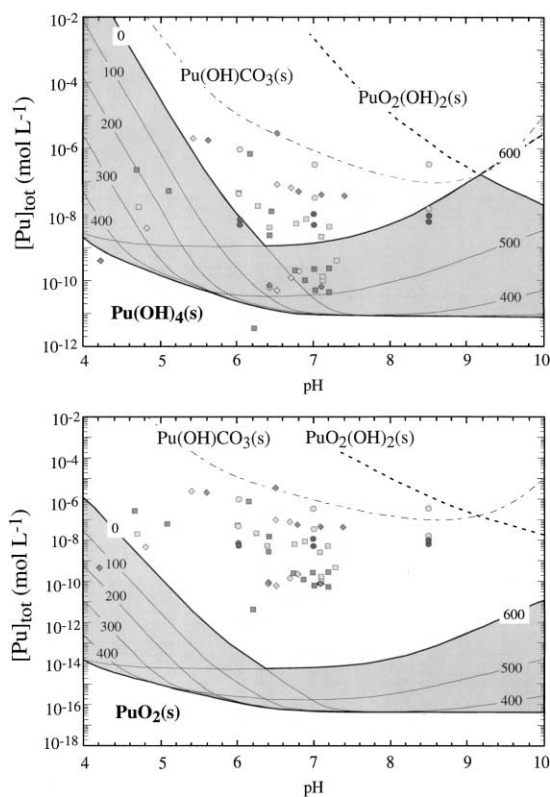 10⁻²
10⁻⁴
10⁻⁶
10⁻⁸
10⁻¹⁰
10⁻¹²
[Pu]tot (mol L⁻¹)
0
100
200
300
400
Pu(OH)CO₃(s)
PuO₂(OH)₂(s)
600
500
400
Pu(OH)₄(s)
4 5 6 7 8 9 10
pH
10⁻²
10⁻⁴
10⁻⁶
10⁻⁸
10⁻¹⁰
10⁻¹²
10⁻¹⁴
10⁻¹⁶
10⁻¹⁸
[Pu]tot (mol L⁻¹)
Pu(OH)CO₃(s)
PuO₂(OH)₂(s)
0
100
200
300
400
600
500
400
PuO₂(s)
4 5 6 7 8 9 10
pH